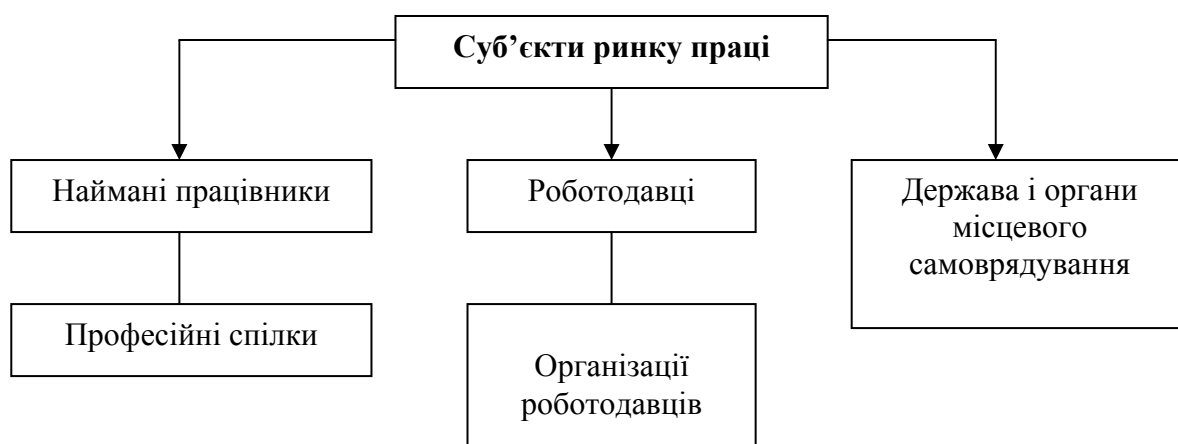 Суб’єкти ринку праці
Наймані працівники
Роботодавці
Держава і органи
місцевого
самоврядування
Професійні спілки
Організації
роботодавців